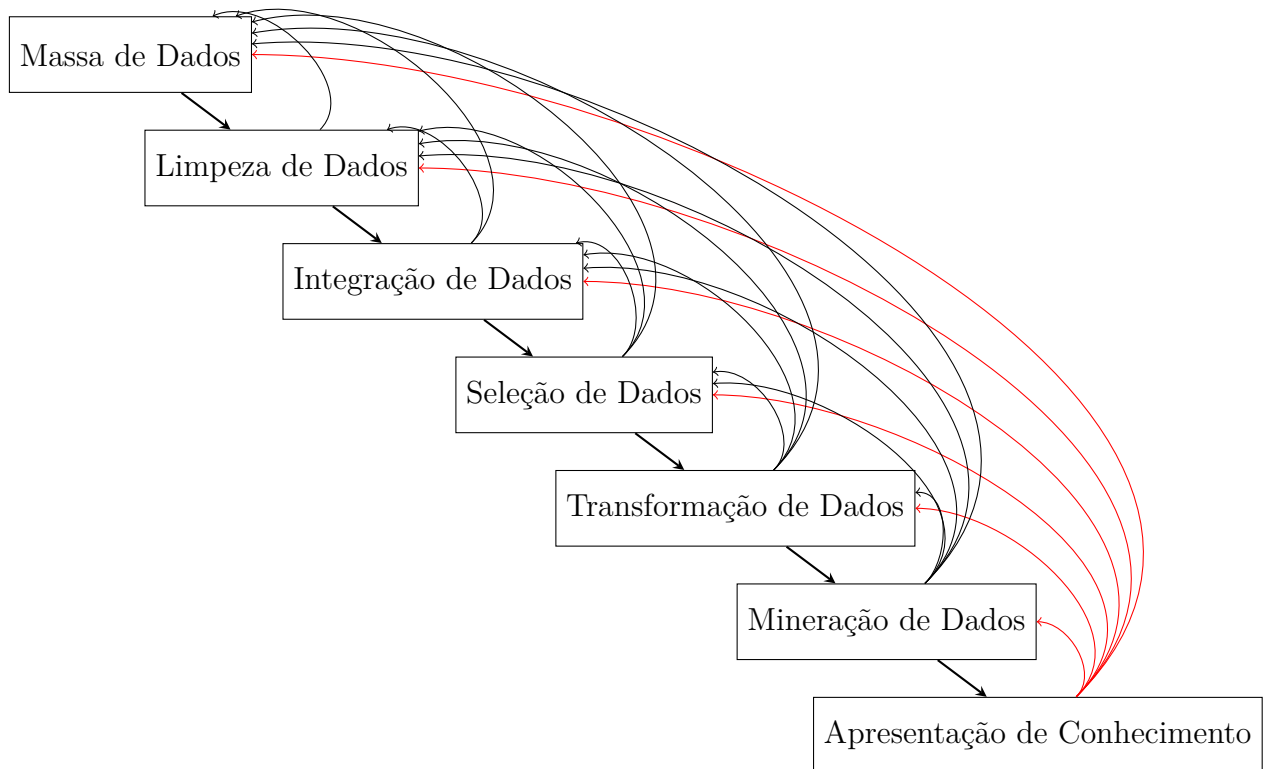 Massa de Dados
Limpeza de Dados
Integração de Dados
Seleção de Dados
Transformação de Dados
Mineração de Dados
Apresentação de Conhecimento